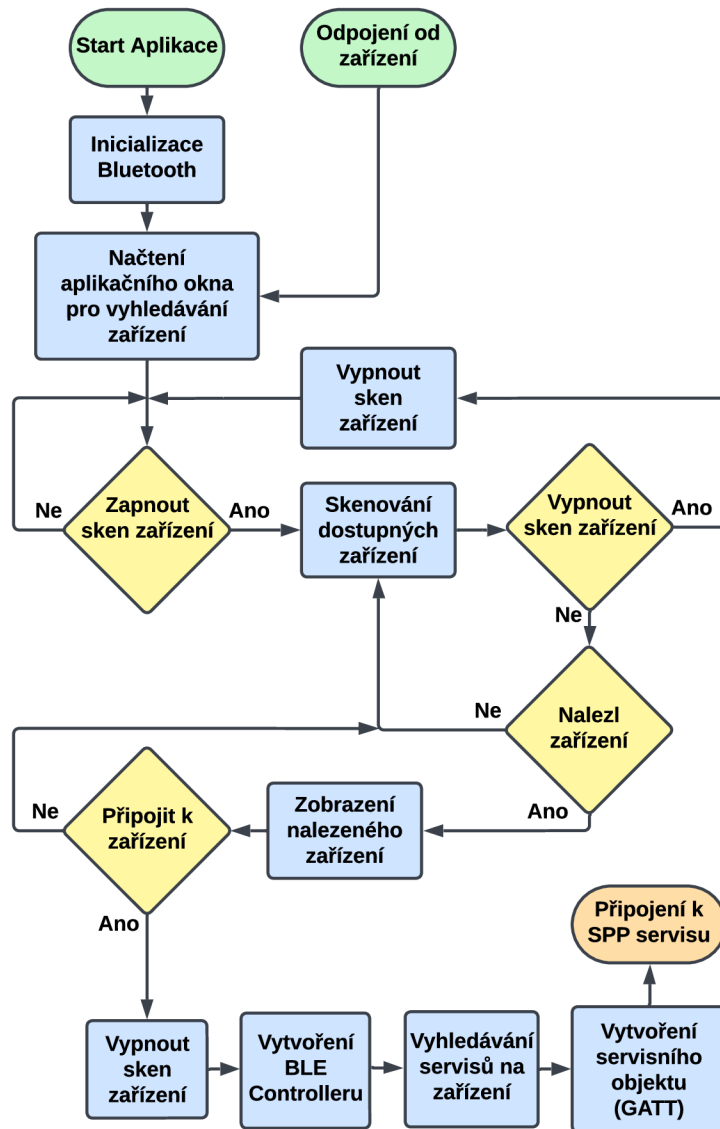 Start Aplikace
Odpojení od
zařízení
Inicializace
Bluetooth
Načtení
aplikačního okna
pro vyhledávání
zařízení
Vypnout
sken
zařízení
Ne
Zapnout
sken zařízení
Ano
Skenování
dostupných
zařízení
Vypnout
sken zařízení
Ano
Ne
Ne
Nalezl
zařízení
Ano
Zobrazení
nalezeného
zařízení
Ne
Připojit k
zařízení
Ano
Připojení k
SPP servisu
Vypnout
sken
zařízení
Vytvoření
BLE
Controlleru
Vyhledávání
servisů na
zařízení
Vytvoření
servisního
objektu
(GATT)